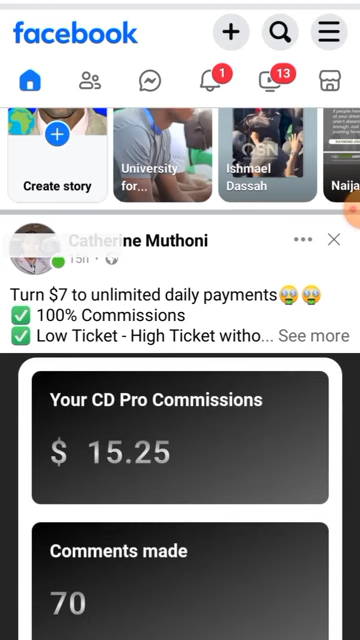 facebook
1
13
Create story
University
for...
Ishmael
Dassah
Naija
Catherine Muthoni
15h
Turn $7 to unlimited daily payments🤑🤑
✅ 100% Commissions
✅ Low Ticket - High Ticket witho... See more
Your CD Pro Commissions
$ 15.25
Comments made
70